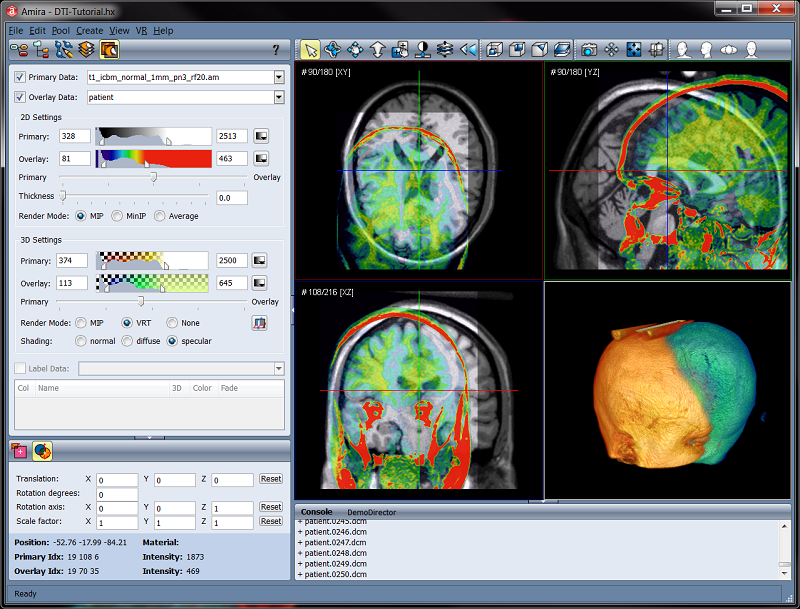 Amira - DTI-Tutorial.hx
File Edit Pool Create View VR Help
?
Primary Data: t1_icbm_normal_1mm_pn3_rf20.am
Overlay Data: patient
2D Settings
Primary: 328 2513
Overlay: 81 463
Primary Overlay
Thickness 0.0
Render Mode: MIP MinIP Average
3D Settings
Primary: 374 2500
Overlay: 113 645
Primary Overlay
Render Mode: MIP VRT None
Shading: normal diffuse specular
Label Data:
Col Name 3D Color Fade
Translation: X 0 Y 0 Z 0 Reset
Rotation degrees: 0
Rotation axis: X 0 Y 0 Z 1 Reset
Scale factor: X 1 Y 1 Z 1 Reset
Position: -52.76 -17.99 -84.21 Material:
Primary Idx: 19 108 6 Intensity: 1873
Overlay Idx: 19 70 35 Intensity: 469
Ready
# 90/180 [XY]
# 90/180 [YZ]
# 108/216 [XZ]
Console DemoDirector
+ patient.0245.dcm
+ patient.0246.dcm
+ patient.0247.dcm
+ patient.0248.dcm
+ patient.0249.dcm
+ patient.0250.dcm